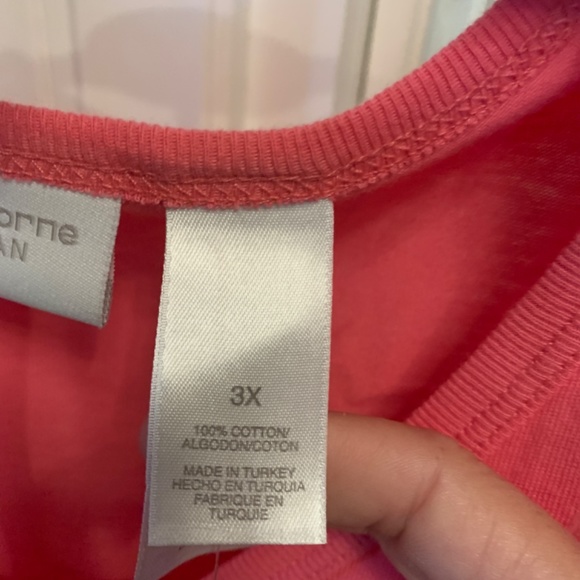 orne
AN
3X
100% COTTON/
ALGODON/COTON
MADE IN TURKEY
HECHO EN TURQUIA
FABRIQUE EN
TURQUIE